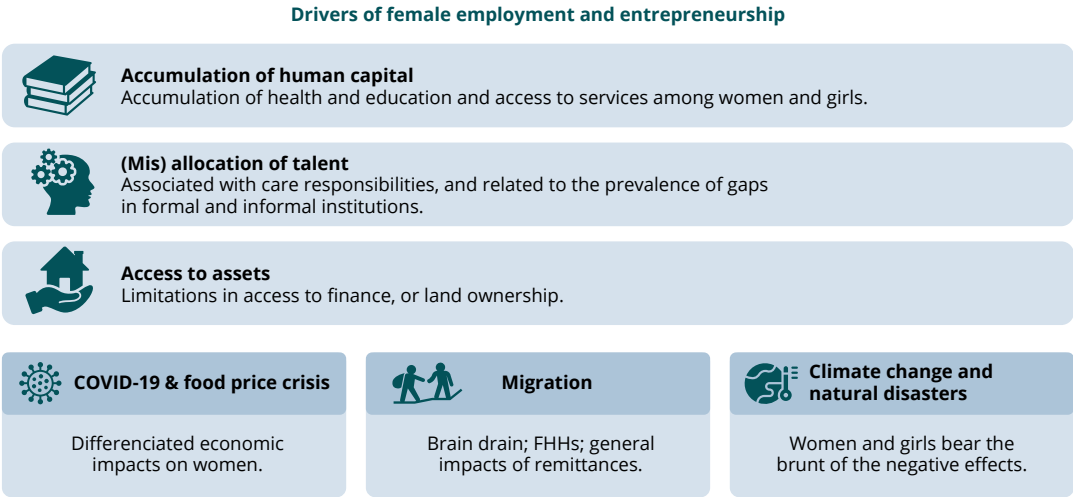 Drivers of female employment and entrepreneurship
Accumulation of human capital
Accumulation of health and education and access to services among women and girls.
(Mis) allocation of talent
Associated with care responsibilities, and related to the prevalence of gaps
in formal and informal institutions.
Access to assets
Limitations in access to finance, or land ownership.
COVID-19 & food price crisis
Differenciated economic
impacts on women.
Migration
Brain drain; FHHs; general
impacts of remittances.
Climate change and
natural disasters
Women and girls bear the
brunt of the negative effects.